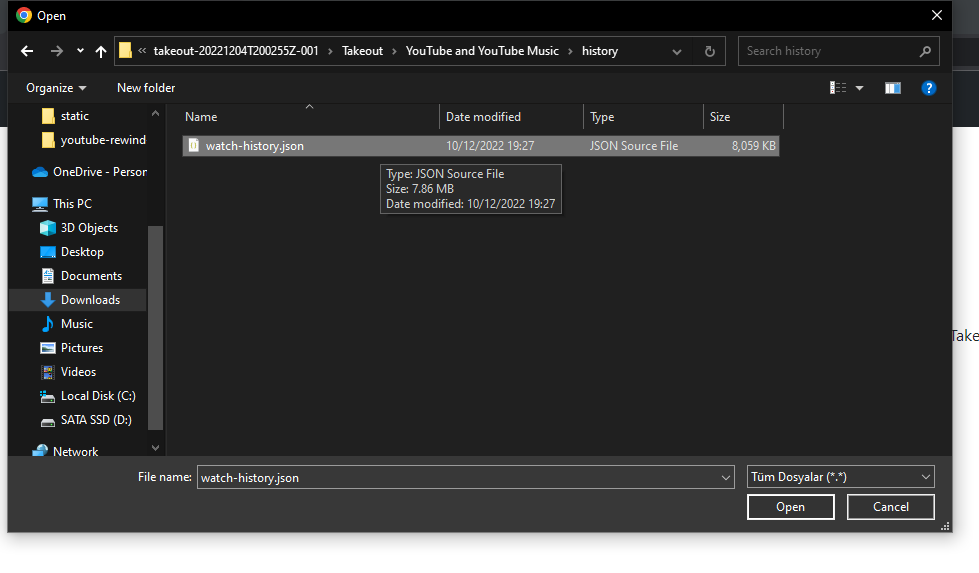 Open
« takeout-20221204T200255Z-001 › Takeout › YouTube and YouTube Music › history
Search history
Organize
New folder
static
youtube-rewind
OneDrive - Person
This PC
3D Objects
Desktop
Documents
Downloads
Music
Pictures
Videos
Local Disk (C:)
SATA SSD (D:)
Network
Name Date modified Type Size
watch-history.json 10/12/2022 19:27 JSON Source File 8,059 KB
Type: JSON Source File
Size: 7.86 MB
Date modified: 10/12/2022 19:27
Take
File name: watch-history.json
Tüm Dosyalar (*.*)
Open
Cancel